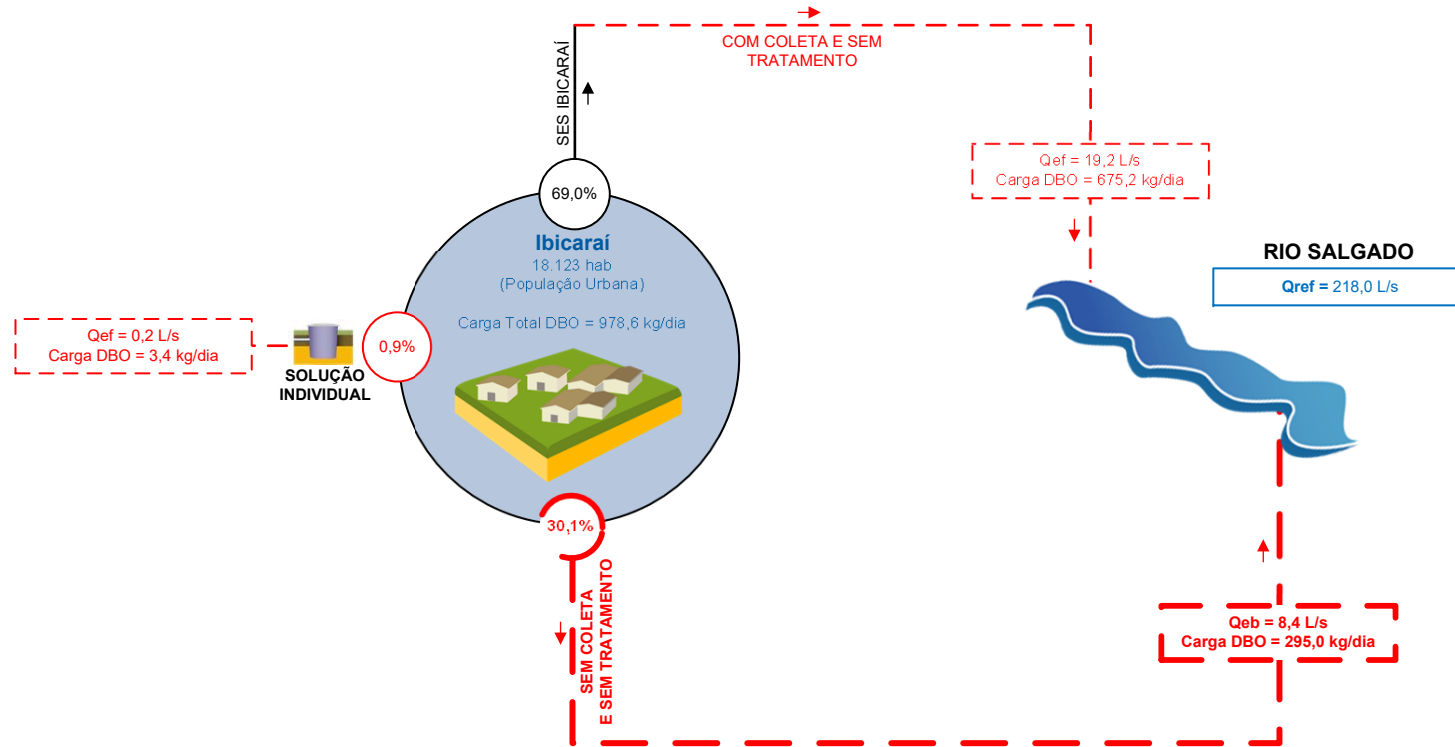 COM COLETA E SEM
TRATAMENTO
SES IBICARAÍ
Qef = 19,2 L/s
Carga DBO = 675,2 kg/dia
69,0%
Ibicaraí
18.123 hab
(População Urbana)
Carga Total DBO = 978,6 kg/dia
RIO SALGADO
Qref = 218,0 L/s
Qef = 0,2 L/s
Carga DBO = 3,4 kg/dia
0,9%
SOLUÇÃO
INDIVIDUAL
30,1%
SEM COLETA
E SEM TRATAMENTO
Qeb = 8,4 L/s
Carga DBO = 295,0 kg/dia